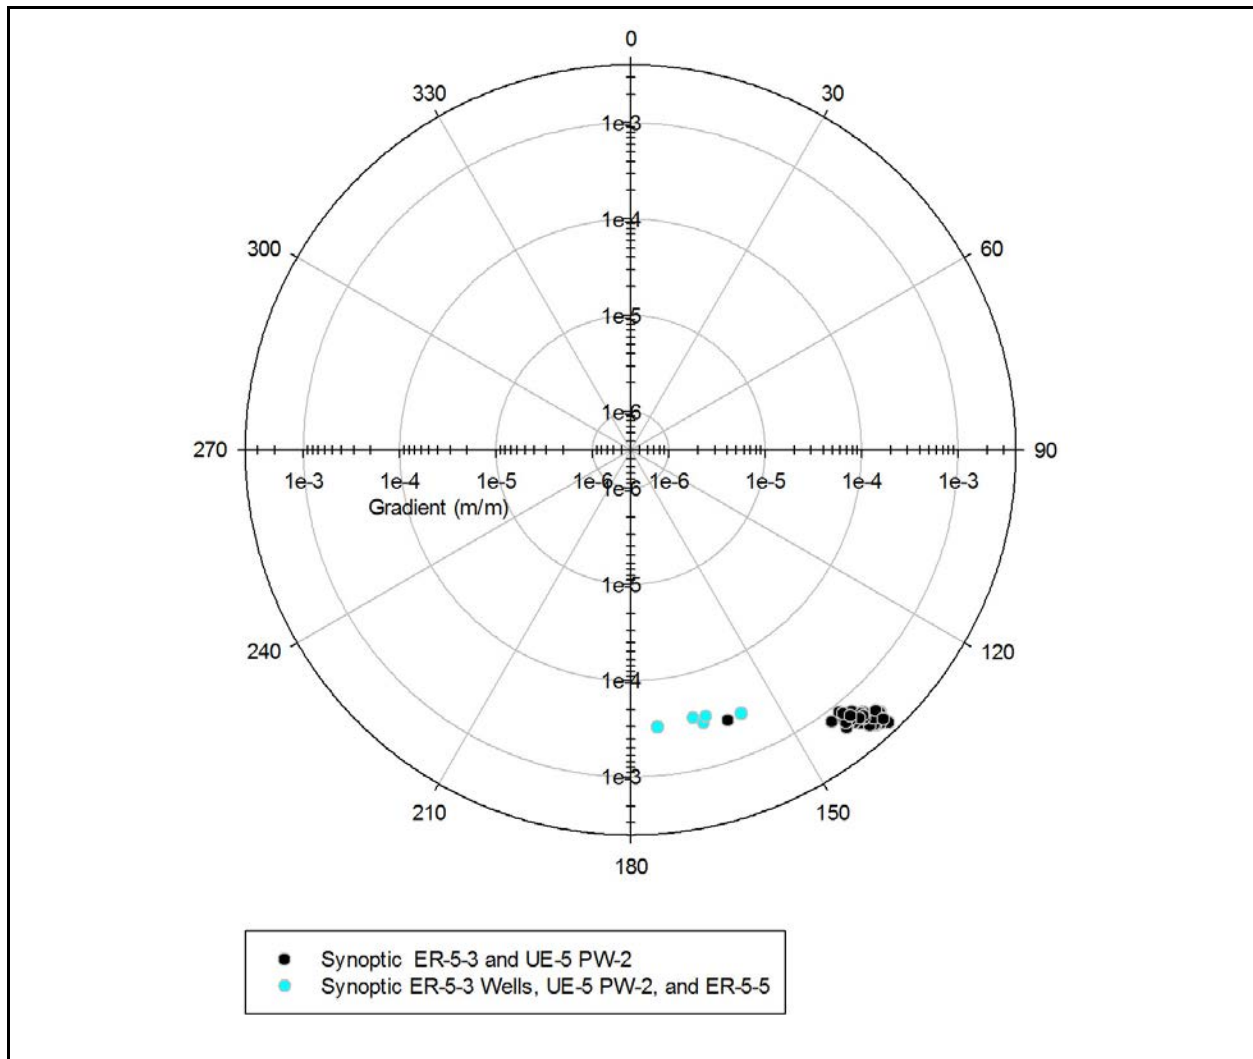 0
330
30
1e-3
300
60
1e-4
1e-5
1e-6
270
90
1e-3 1e-4 1e-5 1e-6 1e-6 1e-5 1e-4 1e-3
1e-6
Gradient (m/m)
1e-5
240
120
1e-4
1e-3
210
150
180
Synoptic ER-5-3 and UE-5 PW-2
Synoptic ER-5-3 Wells, UE-5 PW-2, and ER-5-5